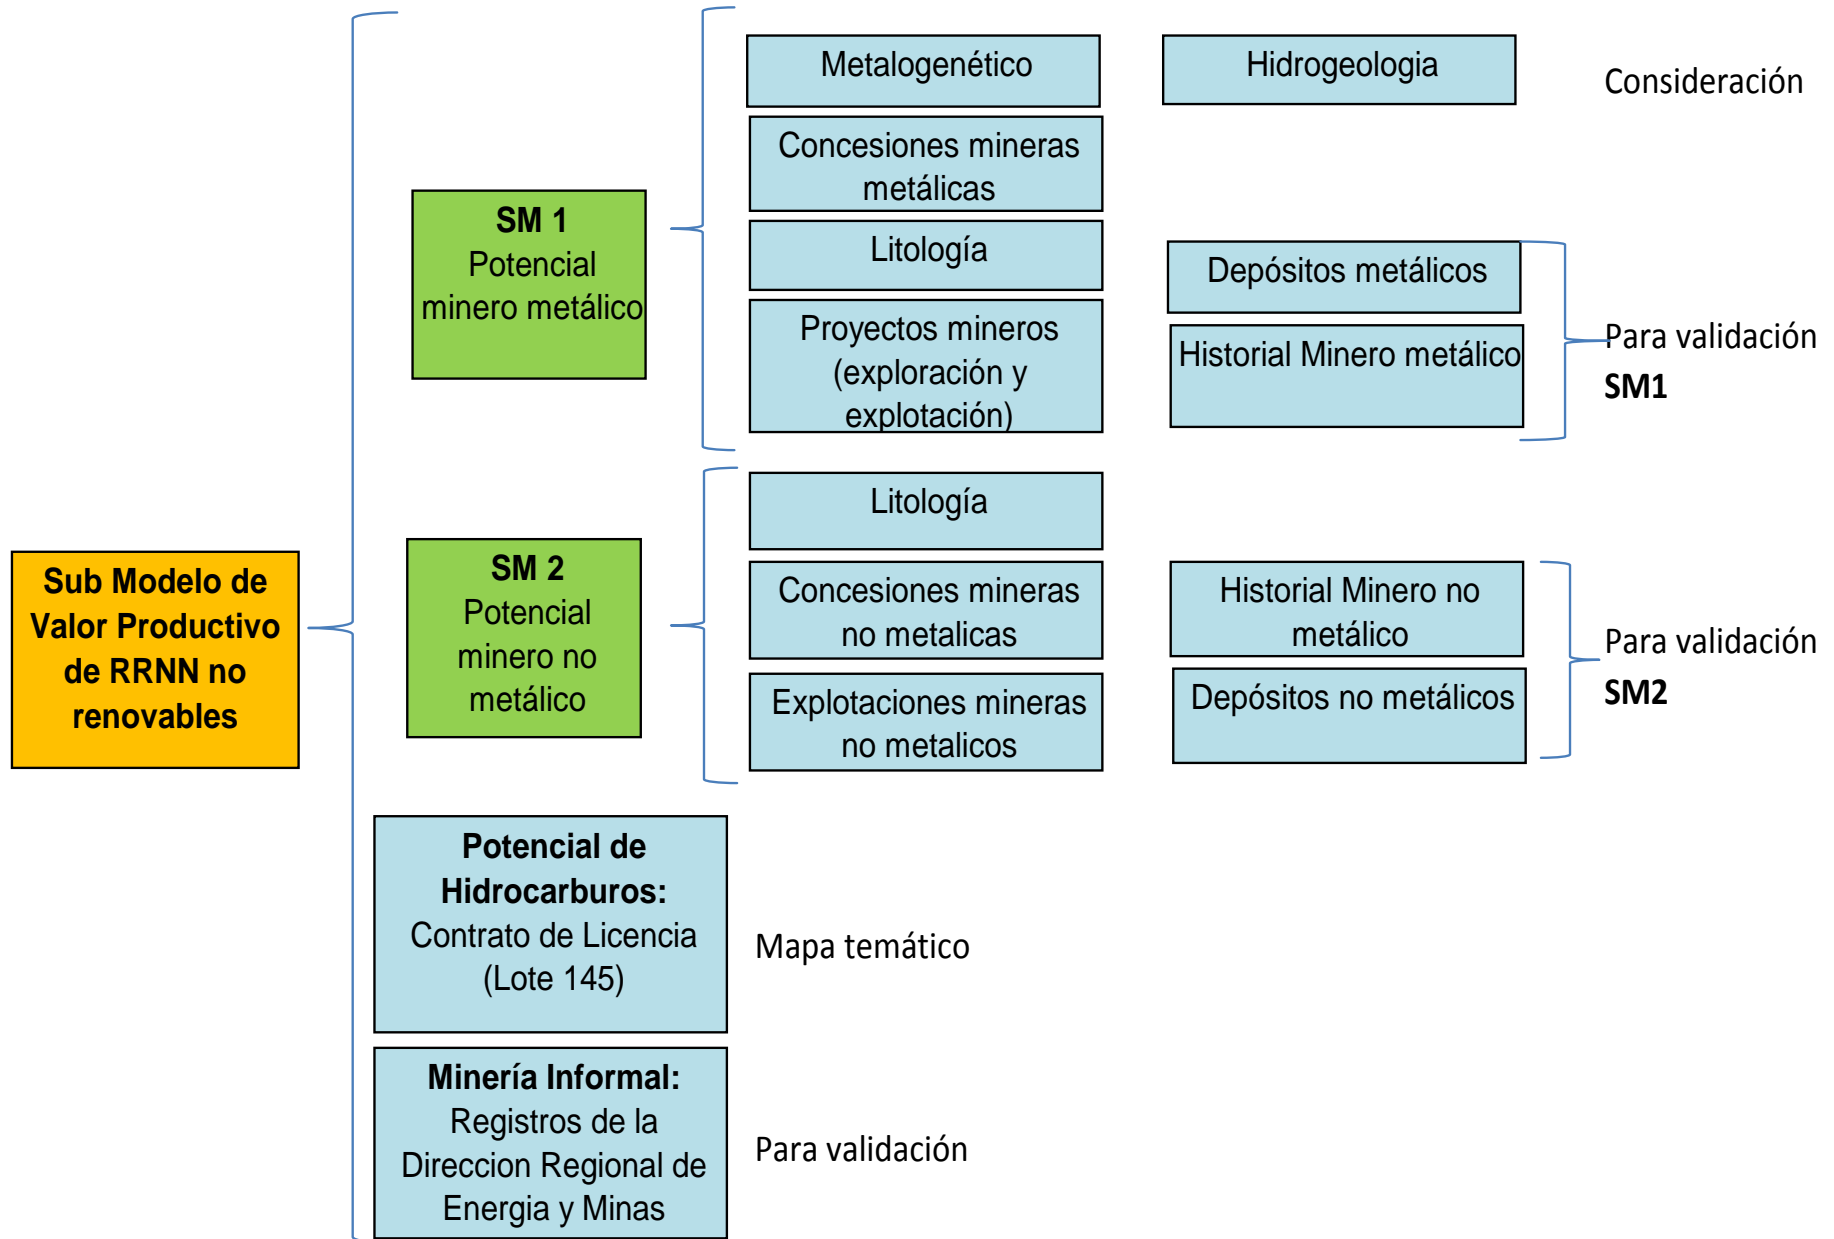 Sub Modelo de
Valor Productivo
de RRNN no
renovables
SM 1
Potencial
minero metálico
Metalogenético
Concesiones mineras
metálicas
Litología
Proyectos mineros
(exploración y
explotación)
Hidrogeologia
Consideración
Depósitos metálicos
Historial Minero metálico
Para validación
SM1
SM 2
Potencial
minero no
metálico
Litología
Concesiones mineras
no metalicas
Explotaciones mineras
no metalicos
Historial Minero no
metálico
Depósitos no metálicos
Para validación
SM2
Potencial de
Hidrocarburos:
Contrato de Licencia
(Lote 145)
Mapa temático
Minería Informal:
Registros de la
Direccion Regional de
Energia y Minas
Para validación